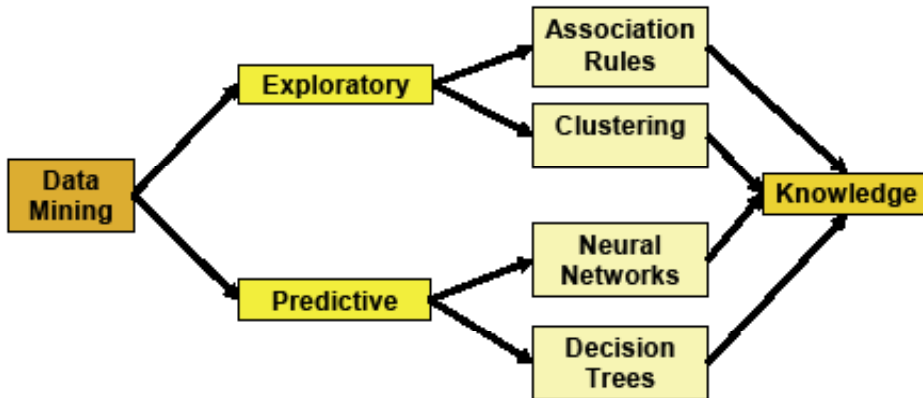 Data
Mining
Exploratory
Predictive
Association
Rules
Clustering
Neural
Networks
Decision
Trees
Knowledge